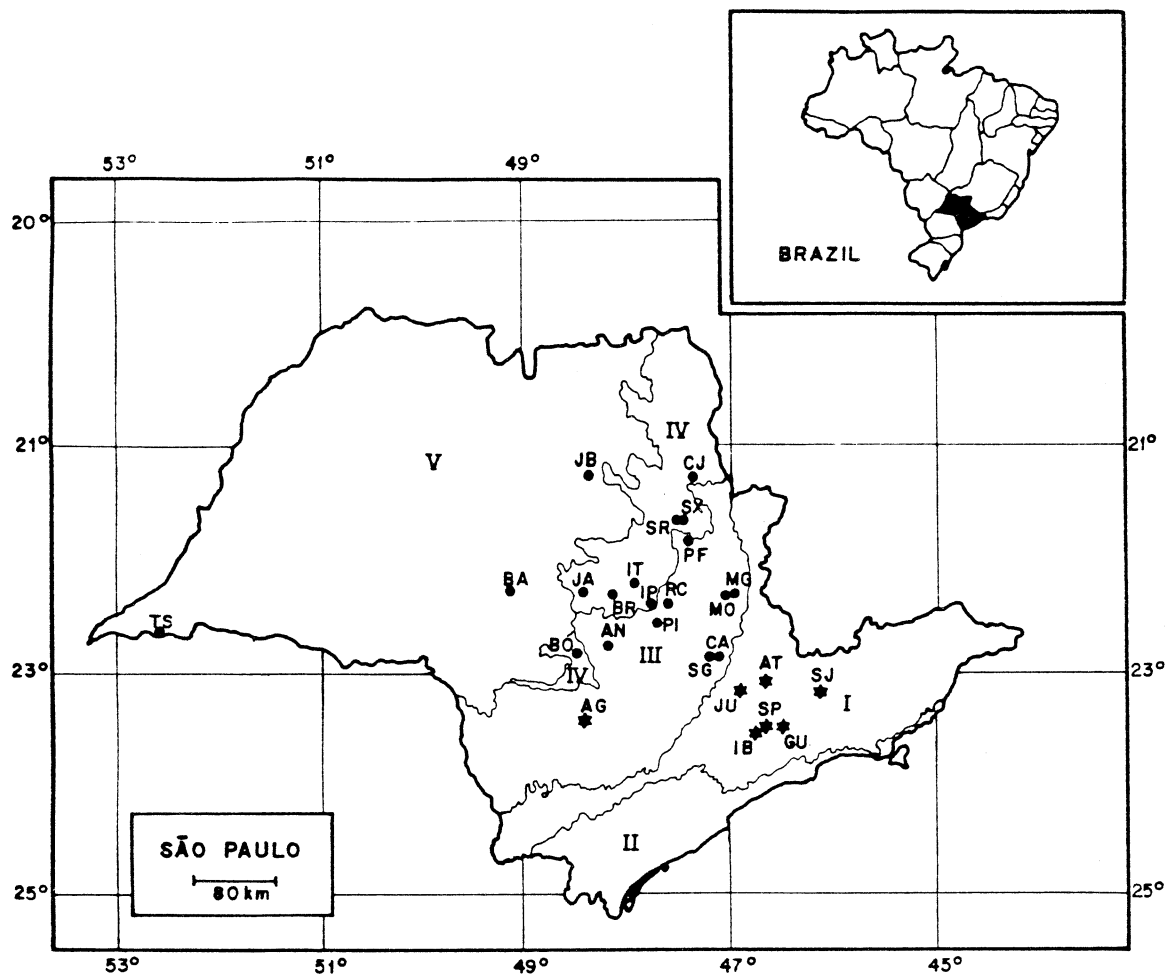 BRAZIL
53° 51° 49°
20°
21° 21°
IV
V
JB CJ
SX
SR
PF
IT
BA JA IP RC MG
BR MO
TS
AN PI
BO III CA
SG AT
23° IV SJ 23°
AG JU SP I
IB GU
SÃO PAULO
80 km
II
25° 25°
53° 51° 49° 47° 45°